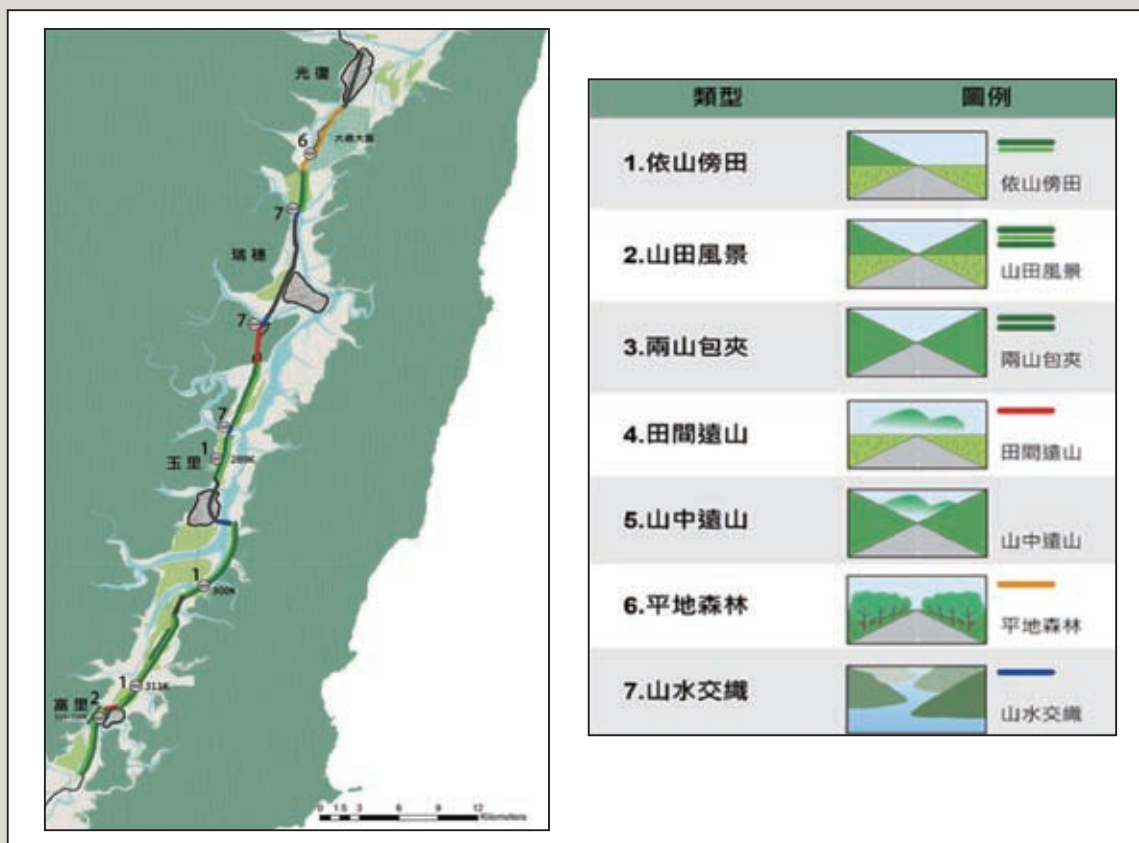 光復
6
大農大富
7
瑞穗
7
7
1
玉里
289K
1
300K
1
311K
富里
2
0 1.5 3 6 9 12
Kilometers
類型 圖例
1.依山傍田
依山傍田
2.山田風景
山田風景
3.兩山包夾
兩山包夾
4.田間遠山
田間遠山
5.山中遠山
山中遠山
6.平地森林
平地森林
7.山水交織
山水交織